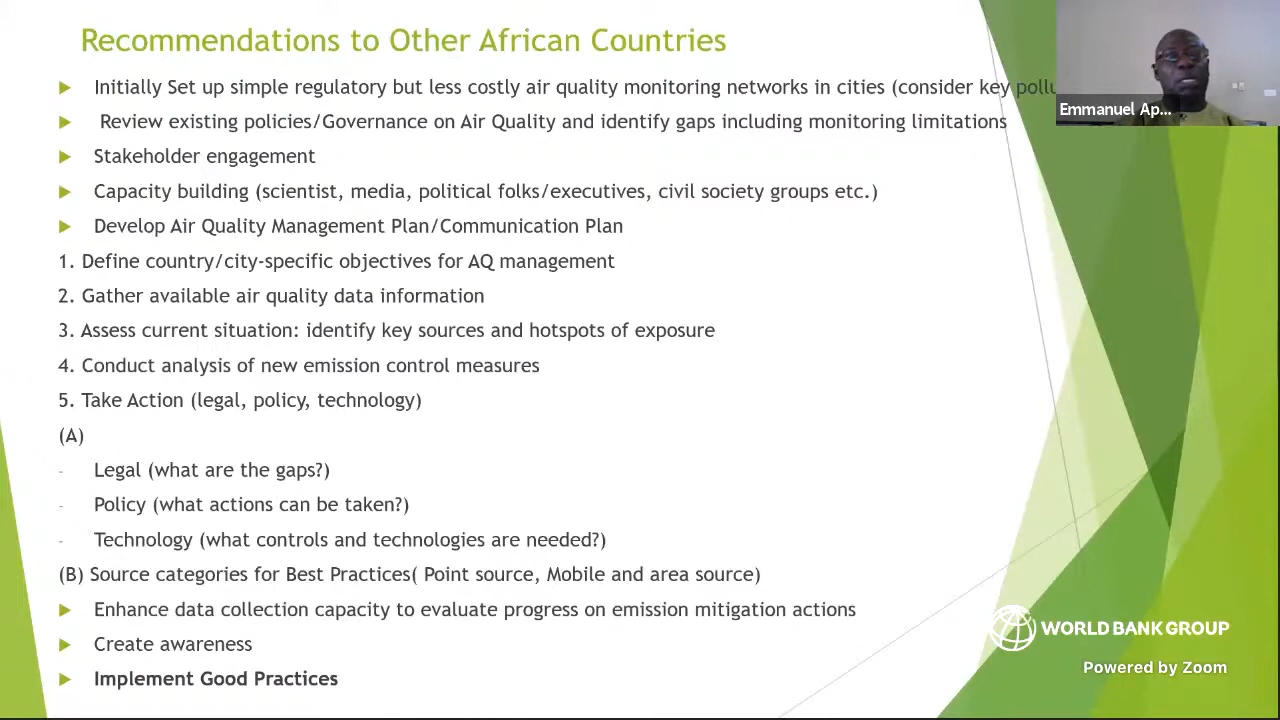 Recommendations to Other African Countries
Initially Set up simple regulatory but less costly air quality monitoring networks in cities (consider key pollu
Review existing policies/Governance on Air Quality and identify gaps including monitoring limitations
Stakeholder engagement
Capacity building (scientist, media, political folks/executives, civil society groups etc.)
Develop Air Quality Management Plan/Communication Plan
1. Define country/city-specific objectives for AQ management
2. Gather available air quality data information
3. Assess current situation: identify key sources and hotspots of exposure
4. Conduct analysis of new emission control measures
5. Take Action (legal, policy, technology)
(A)
- Legal (what are the gaps?)
- Policy (what actions can be taken?)
- Technology (what controls and technologies are needed?)
(B) Source categories for Best Practices( Point source, Mobile and area source)
Enhance data collection capacity to evaluate progress on emission mitigation actions
Create awareness
Implement Good Practices
Emmanuel Ap...
WORLD BANK GROUP
Powered by Zoom